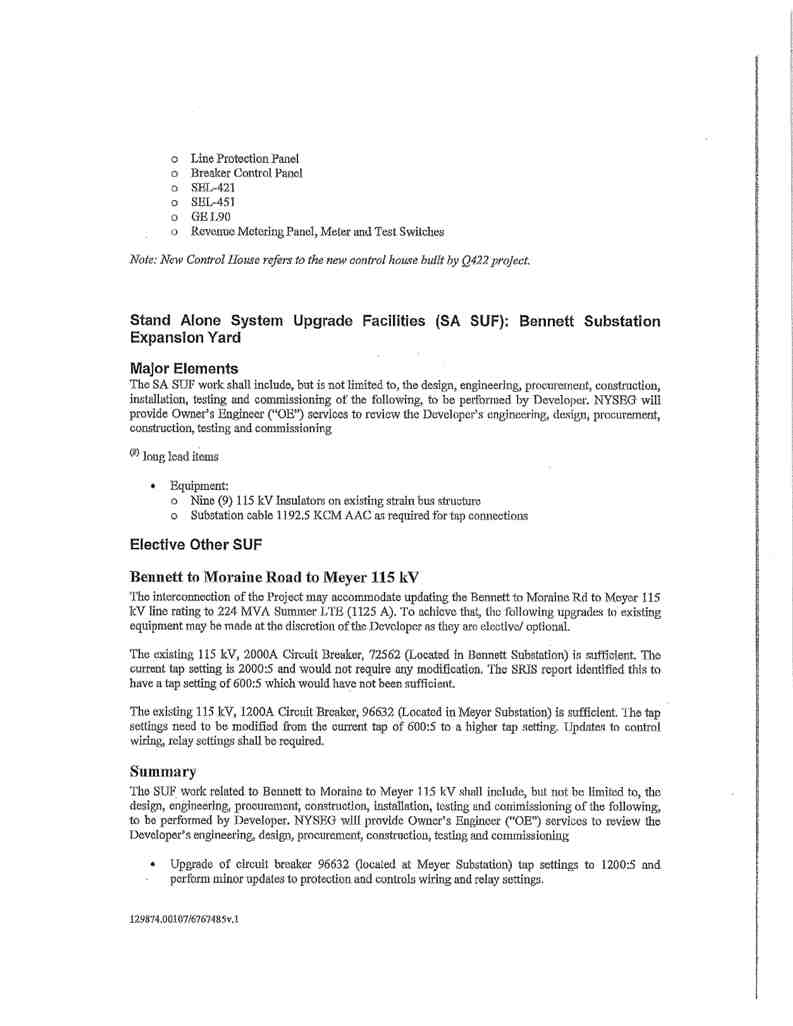 o Line Protection Panel
o Breaker Control Panel
o SEL-421
o SEL-451
o GE L90
o Revenue Metering Panel, Meter and Test Switches
Note: New Control House refers to the new control house built by Q422 project.
Stand Alone System Upgrade Facilities (SA SUF): Bennett Substation
Expansion Yard
Major Elements
The SA SUF work shall include, but is not limited to, the design, engineering, procurement, construction,
installation, testing and commissioning of the following, to be performed by Developer. NYSEG will
provide Owner's Engineer ("OE") services to review the Developer's engineering, design, procurement,
construction, testing and commissioning
long lead items
• Equipment:
o Nine (9) 115 kV Insulators on existing strain bus structure
o Substation cable 1192.5 KCM AAC as required for tap connections
Elective Other SUF
Bennett to Moraine Road to Meyer 115 kV
The interconnection of the Project may accommodate updating the Bennett to Moraine Rd to Meyer 115
kV line rating to 224 MVA Summer LTE (1125 A). To achieve that, the following upgrades to existing
equipment may be made at the discretion of the Developer as they are elective/ optional.
The existing 115 kV, 2000A Circuit Breaker, 72562 (Located in Bennett Substation) is sufficient. The
current tap setting is 2000:5 and would not require any modification. The SRIS report identified this to
have a tap setting of 600:5 which would have not been sufficient.
The existing 115 kV, 1200A Circuit Breaker, 96632 (Located in Meyer Substation) is sufficient. The tap
settings need to be modified from the current tap of 600:5 to a higher tap setting. Updates to control
wiring, relay settings shall be required.
Summary
The SUF work related to Bennett to Moraine to Meyer 115 kV shall include, but not be limited to, the
design, engineering, procurement, construction, installation, testing and commissioning of the following,
to be performed by Developer. NYSEG will provide Owner's Engineer ("OE") services to review the
Developer's engineering, design, procurement, construction, testing and commissioning
• Upgrade of circuit breaker 96632 (located at Meyer Substation) tap settings to 1200:5 and
perform minor updates to protection and controls wiring and relay settings.
129874.00107/6767485v.1